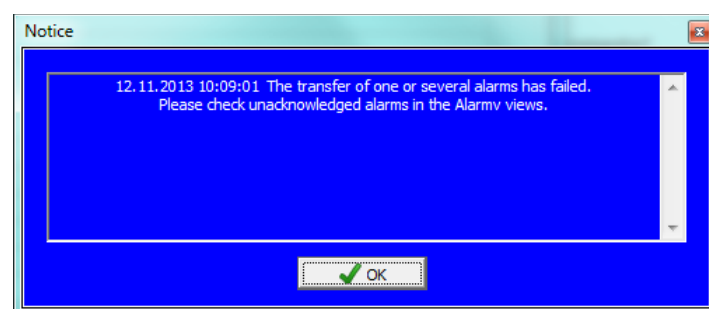 Notice
12.11.2013 10:09:01 The transfer of one or several alarms has failed.
Please check unacknowledged alarms in the Alarmv views.
OK